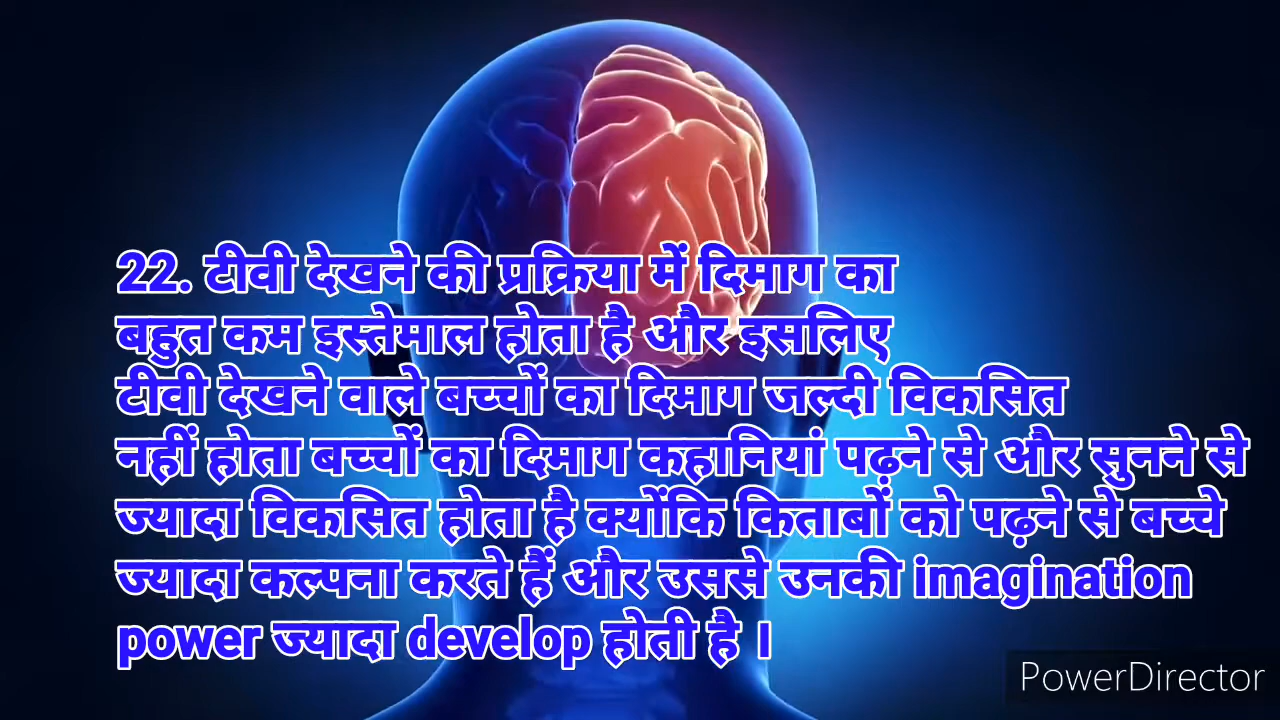 22. टीवी देखने की प्रक्रिया में दिमाग का
बहुत कम इस्तेमाल होता है और इसलिए
टीवी देखने वाले बच्चों का दिमाग जल्दी विकसित
नहीं होता बच्चों का दिमाग कहानियां पढ़ने से और सुनने से
ज्यादा विकसित होता है क्योंकि किताबों को पढ़ने से बच्चे
ज्यादा कल्पना करते हैं और उससे उनकी imagination
power ज्यादा develop होती है ।
PowerDirector